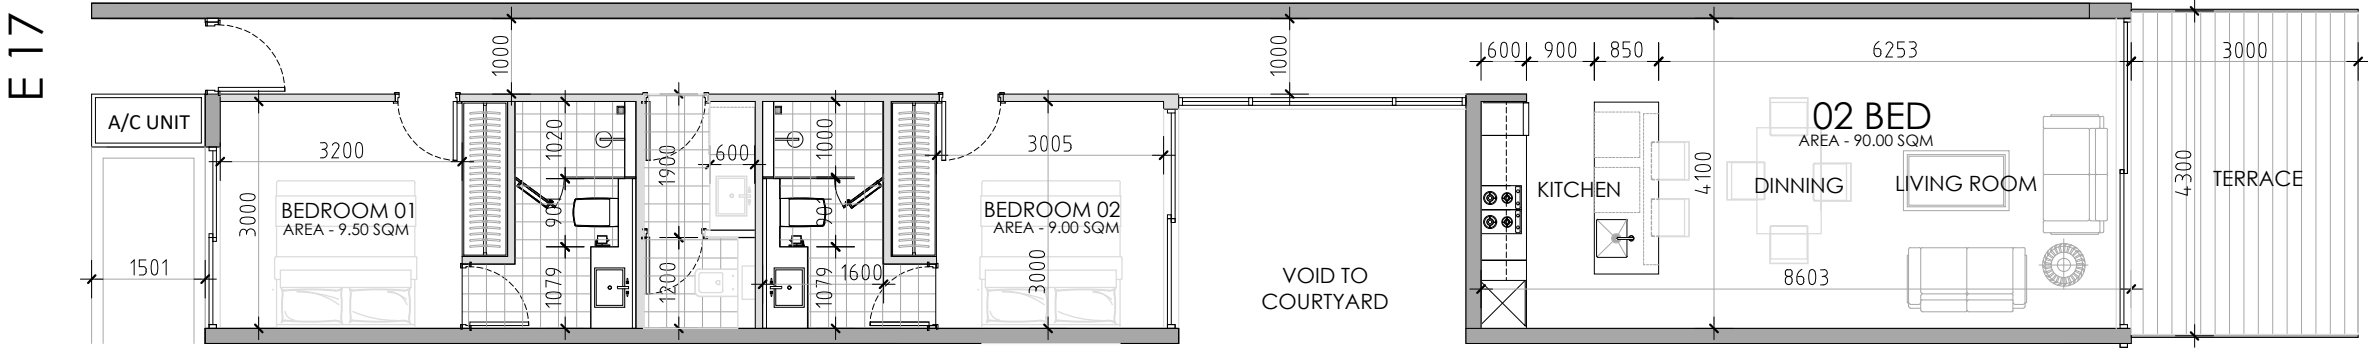 E 17
A/C UNIT
1501
3200
3000
BEDROOM 01
AREA - 9.50 SQM
1000
1020
90
1079
1900
600
1200
1000
90
1079
1600
3005
BEDROOM 02
AREA - 9.00 SQM
3000
1000
VOID TO
COURTYARD
600
900
850
6253
3000
02 BED
AREA - 90.00 SQM
KITCHEN
4100
DINNING
LIVING ROOM
8603
4300
TERRACE